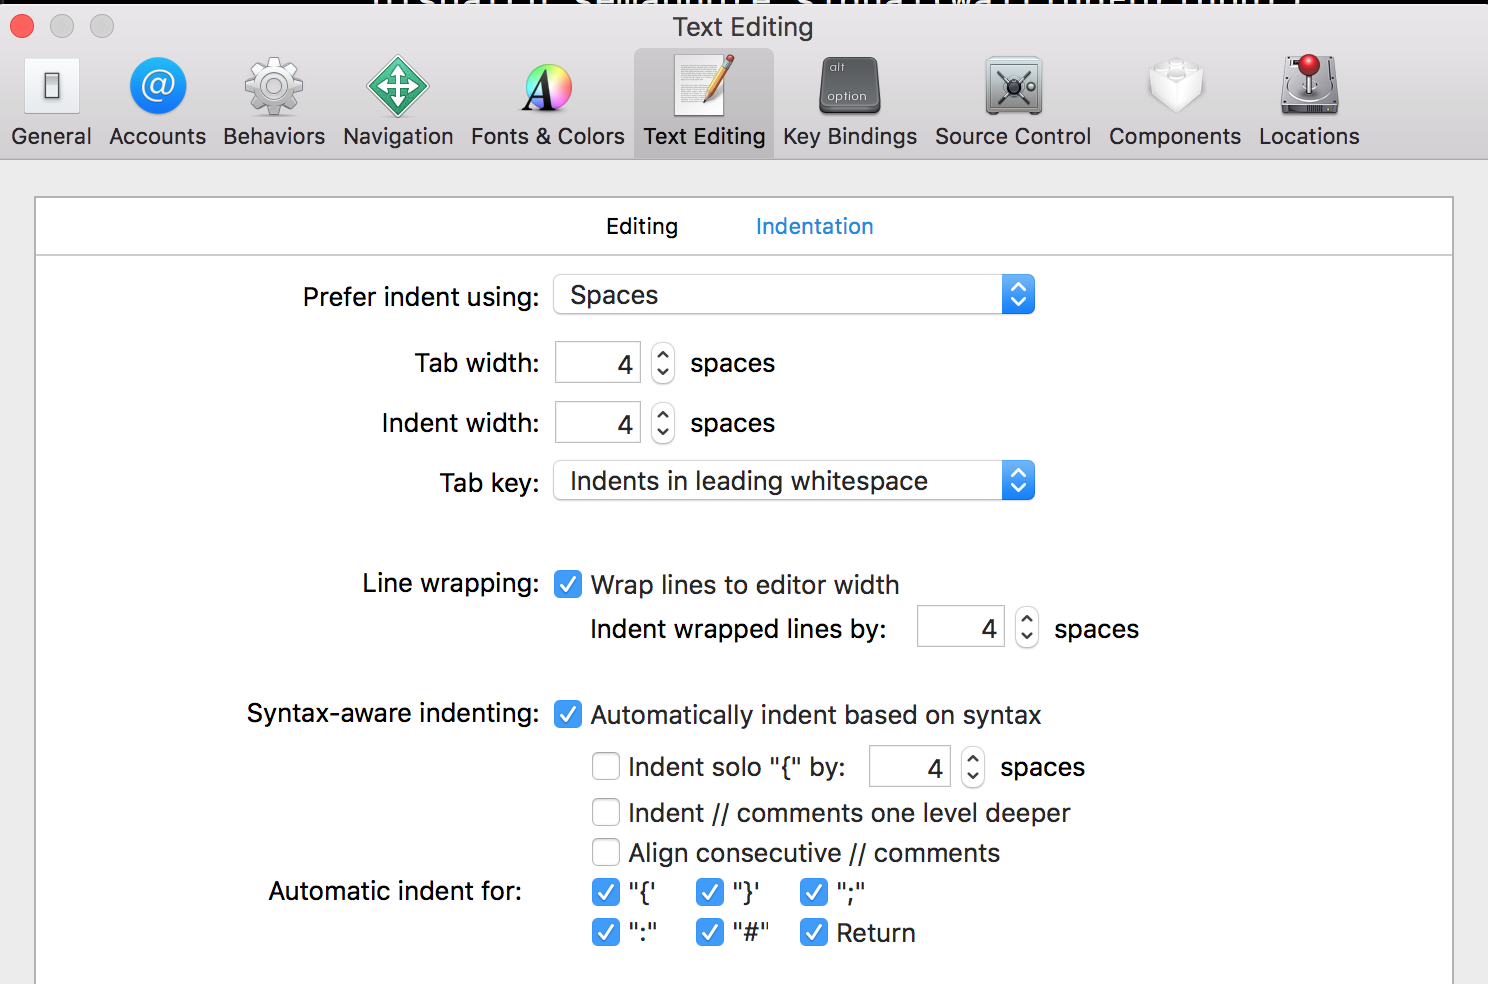 Text Editing
@
A
alt
option
General Accounts Behaviors Navigation Fonts & Colors Text Editing Key Bindings Source Control Components Locations
Editing Indentation
Prefer indent using: Spaces
Tab width: 4 spaces
Indent width: 4 spaces
Tab key: Indents in leading whitespace
Line wrapping: Wrap lines to editor width
Indent wrapped lines by: 4 spaces
Syntax-aware indenting: Automatically indent based on syntax
Indent solo "{" by: 4 spaces
Indent // comments one level deeper
Align consecutive // comments
Automatic indent for: "{' "}' ";"
":" "#" Return